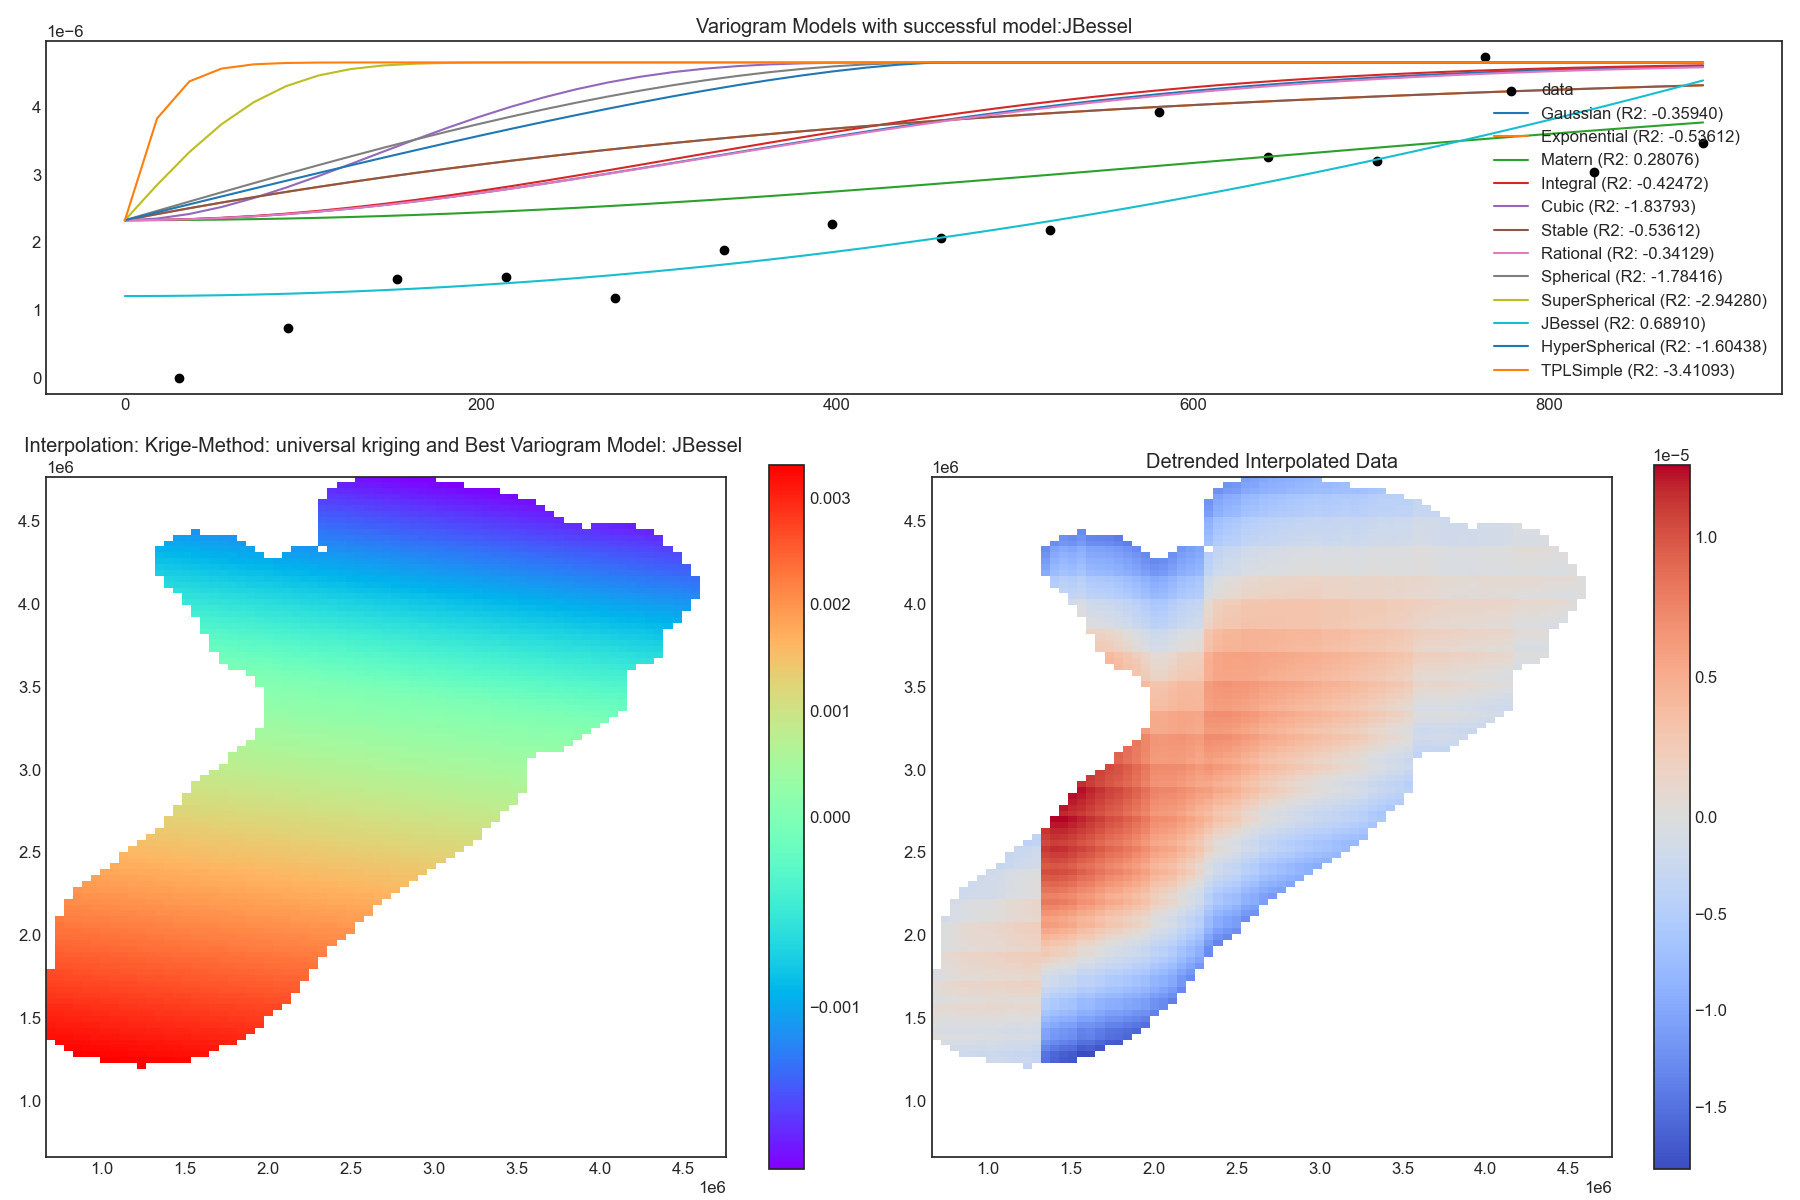 Variogram Models with successful model:JBessel
1e−6
4
3
2
1
0
data
Gaussian (R2: -0.35940)
Exponential (R2: -0.53612)
Matern (R2: 0.28076)
Integral (R2: -0.42472)
Cubic (R2: -1.83793)
Stable (R2: -0.53612)
Rational (R2: -0.34129)
Spherical (R2: -1.78416)
SuperSpherical (R2: -2.94280)
JBessel (R2: 0.68910)
HyperSpherical (R2: -1.60438)
TPLSimple (R2: -3.41093)
0 200 400 600 800
Interpolation: Krige-Method: universal kriging and Best Variogram Model: JBessel
1e6
4.5
4.0
3.5
3.0
2.5
2.0
1.5
1.0
1.0 1.5 2.0 2.5 3.0 3.5 4.0 4.5
1e6
0.003
0.002
0.001
0.000
−0.001
Detrended Interpolated Data
1e6
4.5
4.0
3.5
3.0
2.5
2.0
1.5
1.0
1.0 1.5 2.0 2.5 3.0 3.5 4.0 4.5
1e6
1e−5
1.0
0.5
0.0
−0.5
−1.0
−1.5